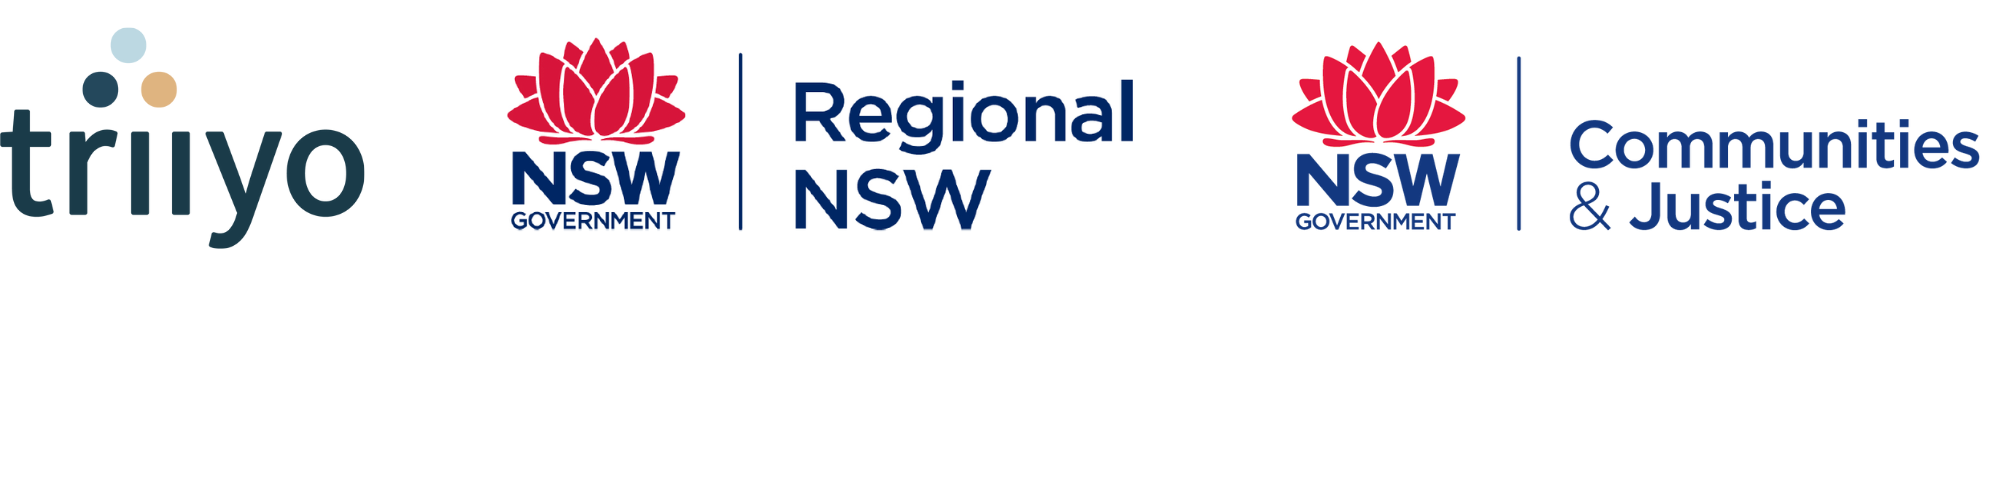 triiyo
NSW
GOVERNMENT
Regional
NSW
NSW
GOVERNMENT
Communities
& Justice